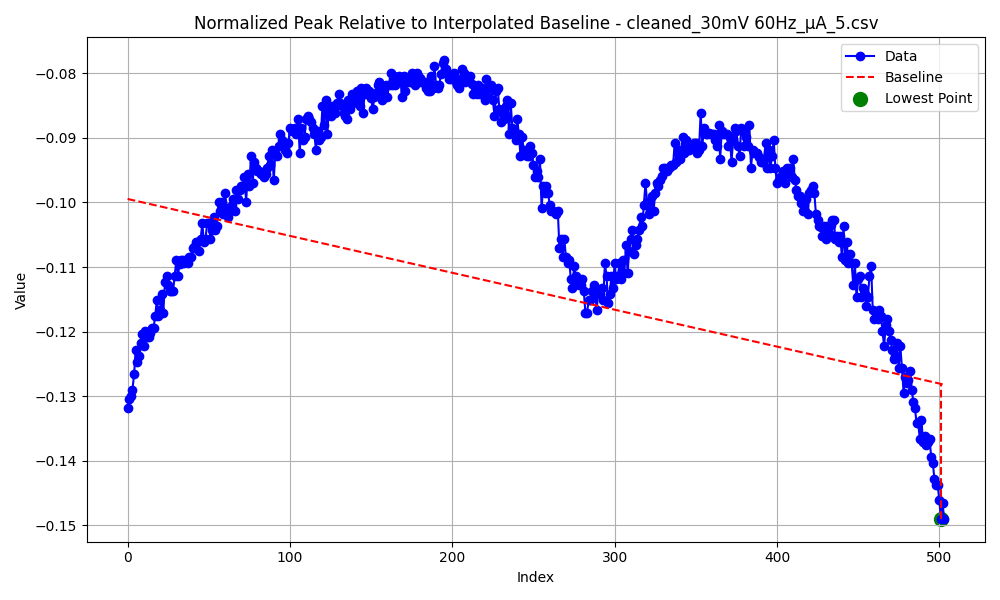 Normalized Peak Relative to Interpolated Baseline - cleaned_30mV 60Hz_µA_5.csv
Data
Baseline
Lowest Point
−0.08
−0.09
−0.10
−0.11
−0.12
−0.13
−0.14
−0.15
Value
0
100
200
300
400
500
Index